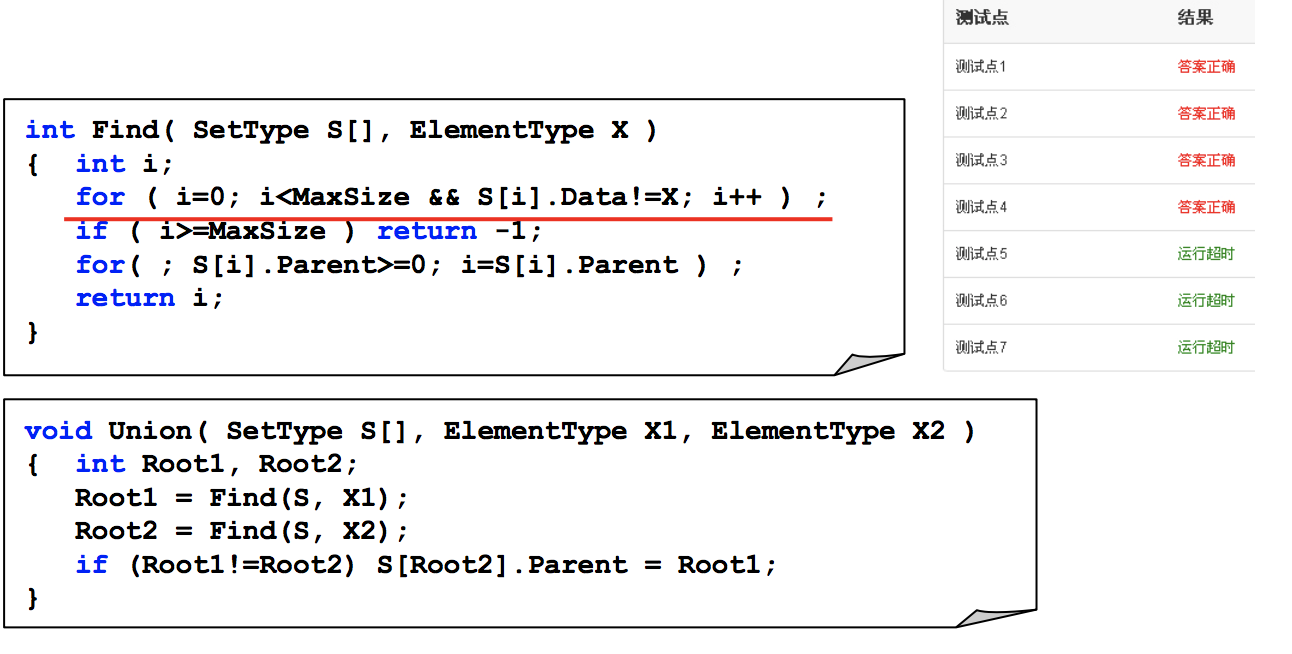 测试点 结果
测试点1 答案正确
测试点2 答案正确
测试点3 答案正确
测试点4 答案正确
测试点5 运行超时
测试点6 运行超时
测试点7 运行超时
int Find( SetType S[], ElementType X )
{ int i;
for ( i=0; i<MaxSize && S[i].Data!=X; i++ ) ;
if ( i>=MaxSize ) return -1;
for( ; S[i].Parent>=0; i=S[i].Parent ) ;
return i;
}
void Union( SetType S[], ElementType X1, ElementType X2 )
{ int Root1, Root2;
Root1 = Find(S, X1);
Root2 = Find(S, X2);
if (Root1!=Root2) S[Root2].Parent = Root1;
}